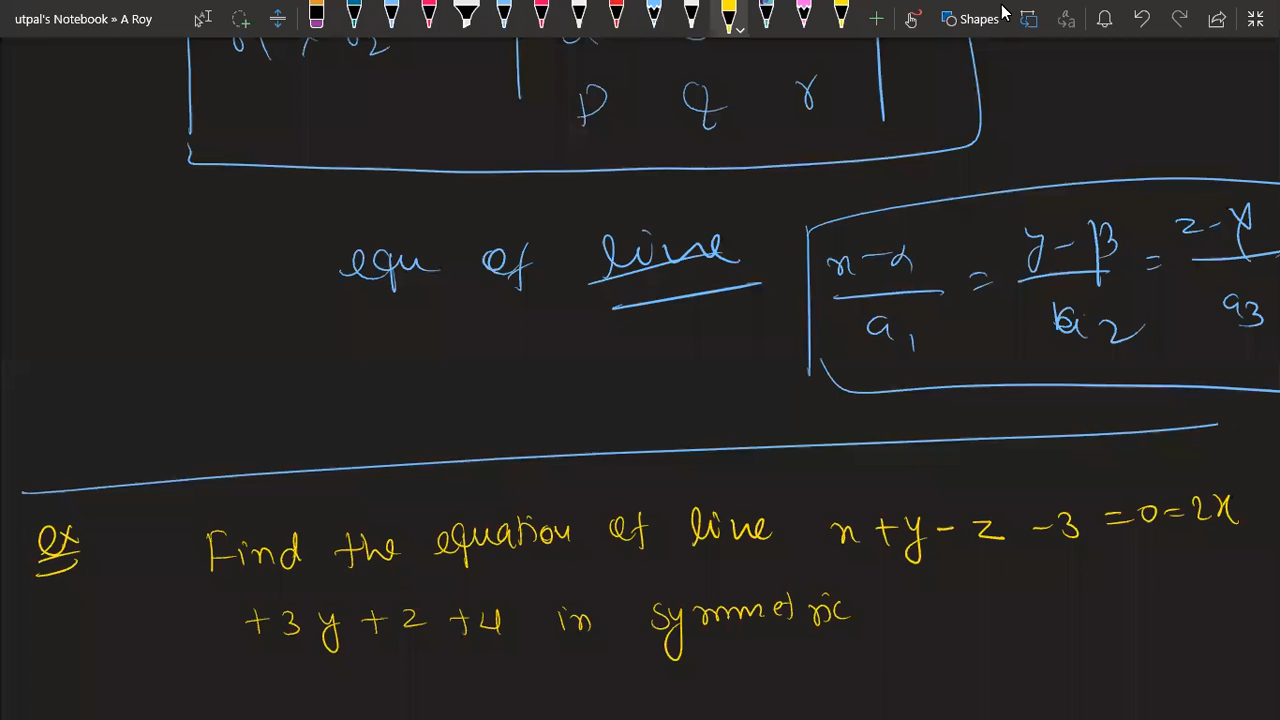 utpal's Notebook » A Roy
Shapes
p q r
equ of line x-α / a1 = y-β / a2 = z-γ / a3
ex Find the equation of line x+y-z-3=0=2x
+3y+z+4 in symmetric